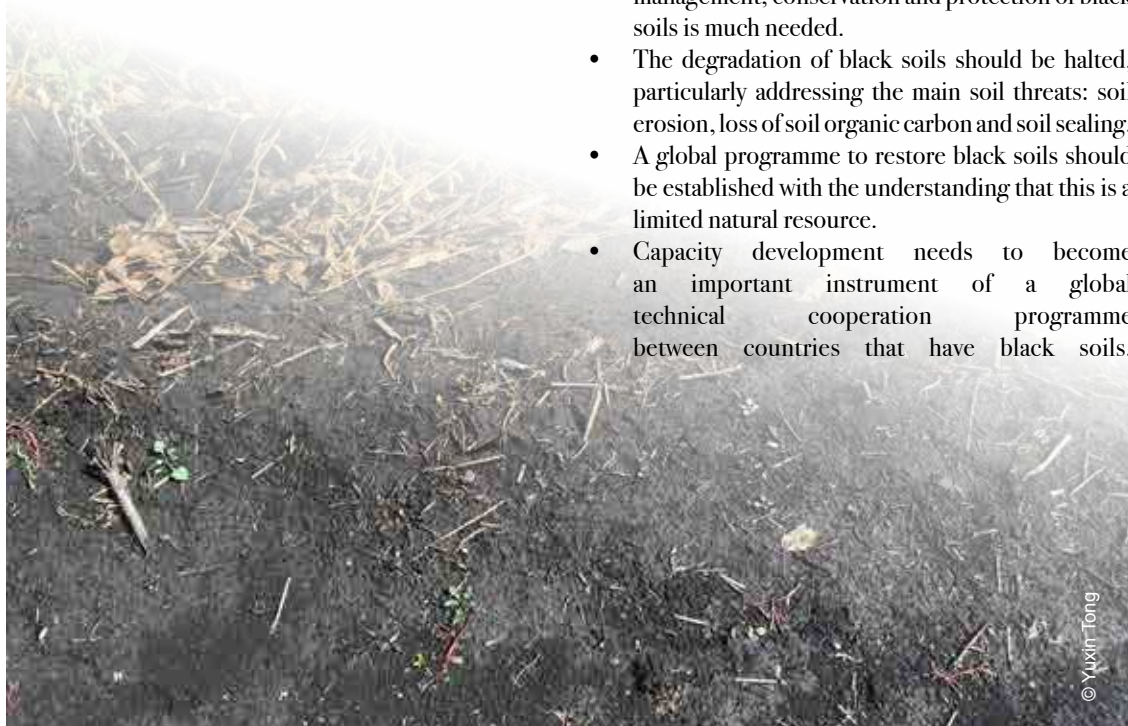 management, conservation and protection of black
soils is much needed.
• The degradation of black soils should be halted,
particularly addressing the main soil threats: soil
erosion, loss of soil organic carbon and soil sealing.
• A global programme to restore black soils should
be established with the understanding that this is a
limited natural resource.
• Capacity development needs to become
an important instrument of a global
technical cooperation programme
between countries that have black soils.
© Yuxin Tong